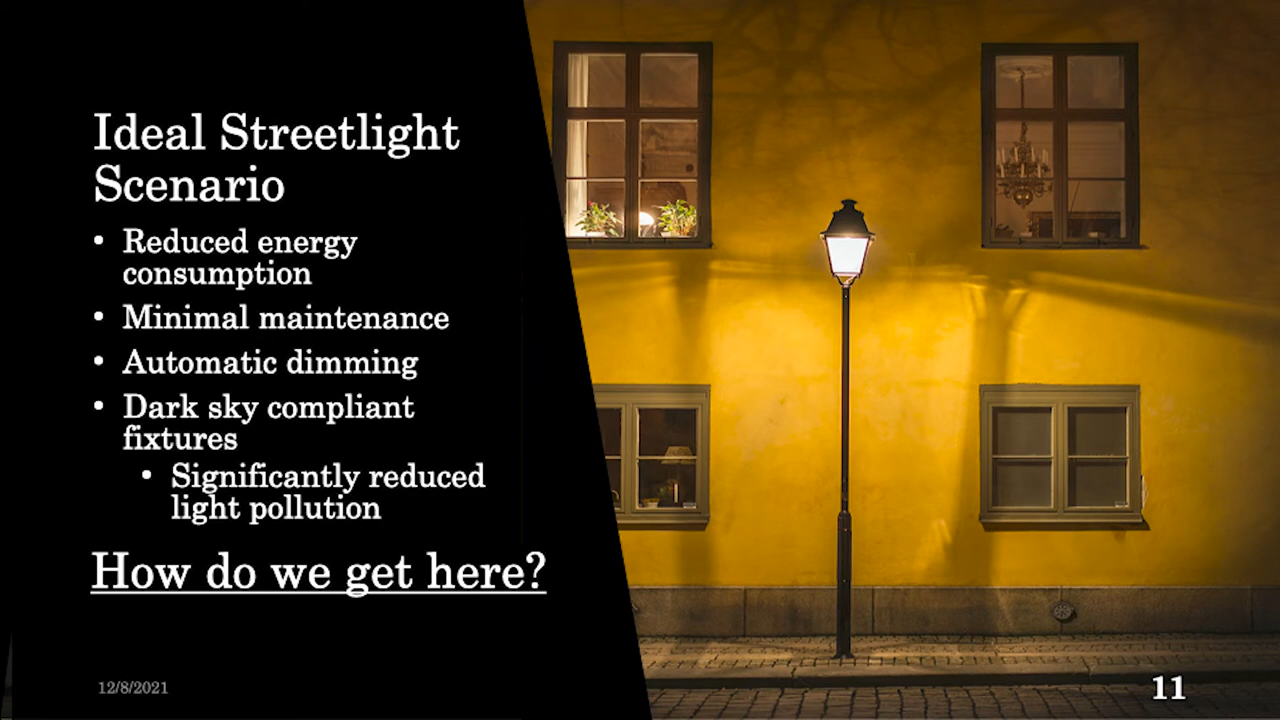 Ideal Streetlight
Scenario
• Reduced energy
consumption
• Minimal maintenance
• Automatic dimming
• Dark sky compliant
fixtures
• Significantly reduced
light pollution
How do we get here?
12/8/2021
11